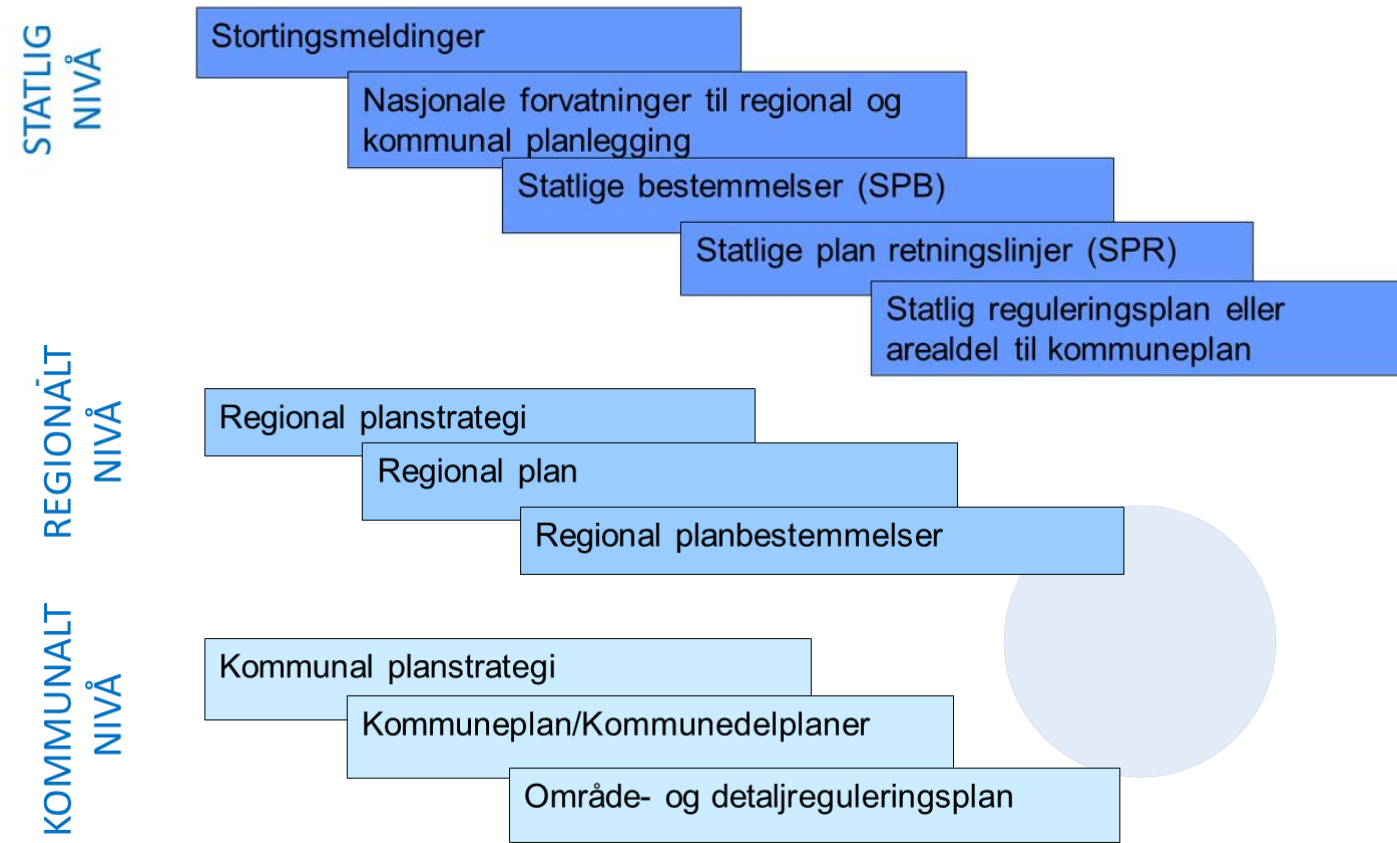 STATLIG
NIVÅ
Stortingsmeldinger
Nasjonale forvatninger til regional og
kommunal planlegging
Statlige bestemmelser (SPB)
Statlige plan retningslinjer (SPR)
Statlig reguleringsplan eller
arealdel til kommuneplan
REGIONALT
NIVÅ
Regional planstrategi
Regional plan
Regional planbestemmelser
KOMMUNALT
NIVÅ
Kommunal planstrategi
Kommuneplan/Kommunedelplaner
Område- og detaljreguleringsplan